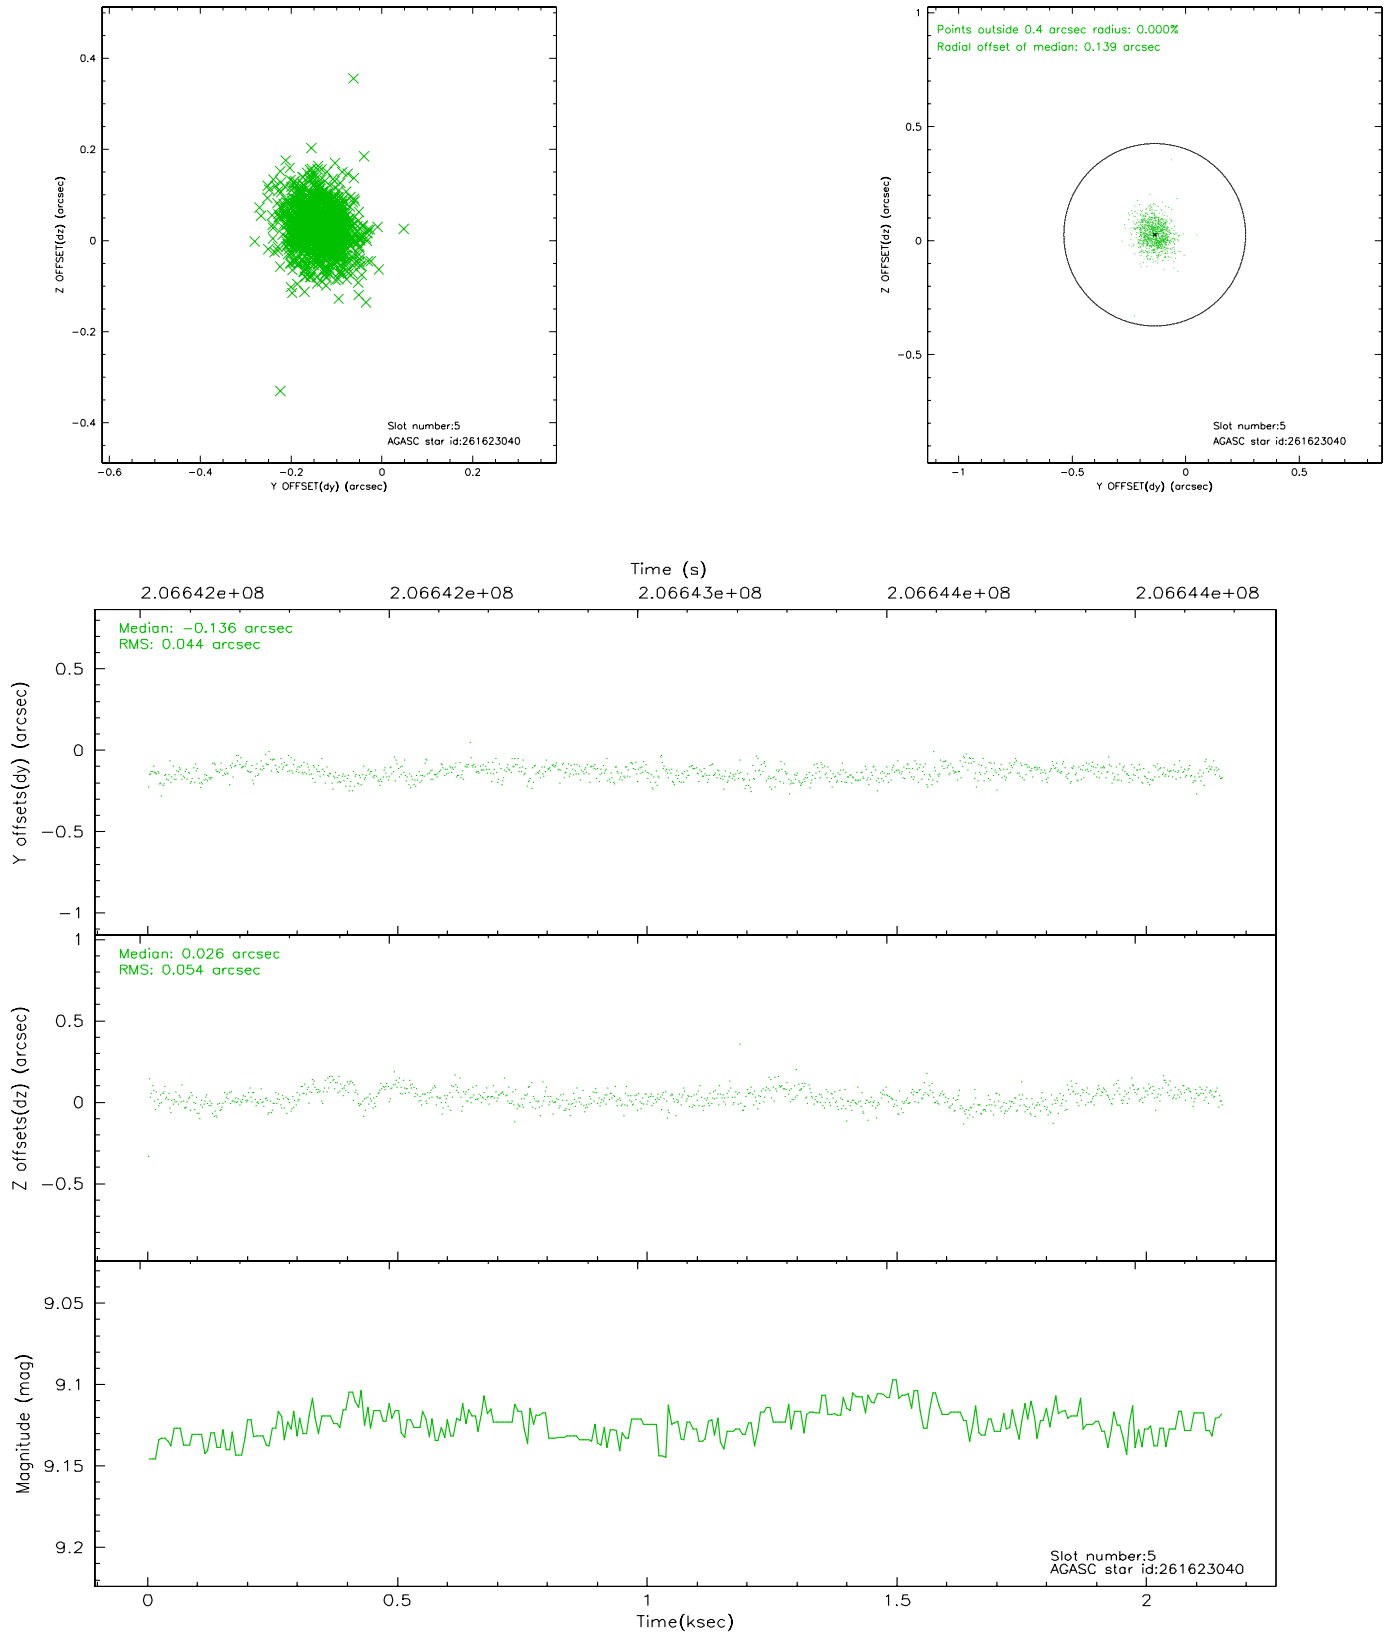 0.4
0.2
0
−0.2
−0.4
Z OFFSET(dz) (arcsec)
Slot number:5
AGASC star id:261623040
−0.6 −0.4 −0.2 0 0.2
Y OFFSET(dy) (arcsec)
Points outside 0.4 arcsec radius: 0.000%
Radial offset of median: 0.139 arcsec
1
0.5
0
−0.5
Z OFFSET(dz) (arcsec)
Slot number:5
AGASC star id:261623040
−1 −0.5 0 0.5
Y OFFSET(dy) (arcsec)
Time (s)
2.06642e+08 2.06642e+08 2.06643e+08 2.06644e+08 2.06644e+08
Median: −0.136 arcsec
RMS: 0.044 arcsec
0.5
0
−0.5
−1
Y offsets(dy) (arcsec)
Median: 0.026 arcsec
RMS: 0.054 arcsec
1
0.5
0
−0.5
Z offsets(dz) (arcsec)
9.05
9.1
9.15
9.2
Magnitude (mag)
Slot number:5
AGASC star id:261623040
0 0.5 1 1.5 2
Time(ksec)